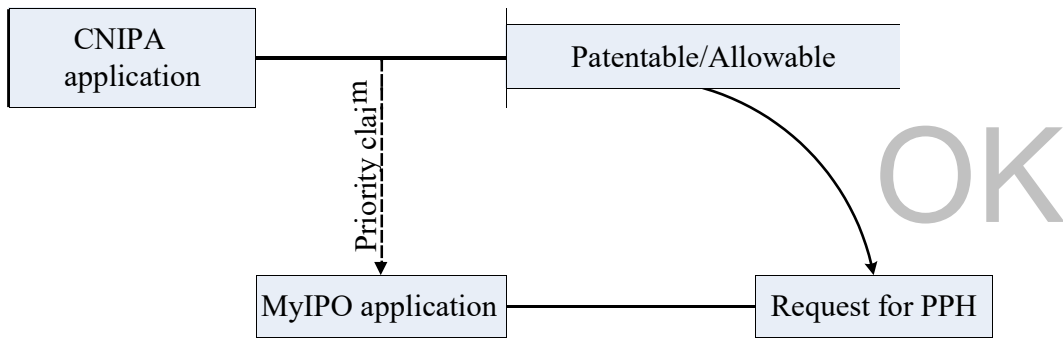 CNIPA
application
Patentable/Allowable
Priority claim
OK
MyIPO application
Request for PPH